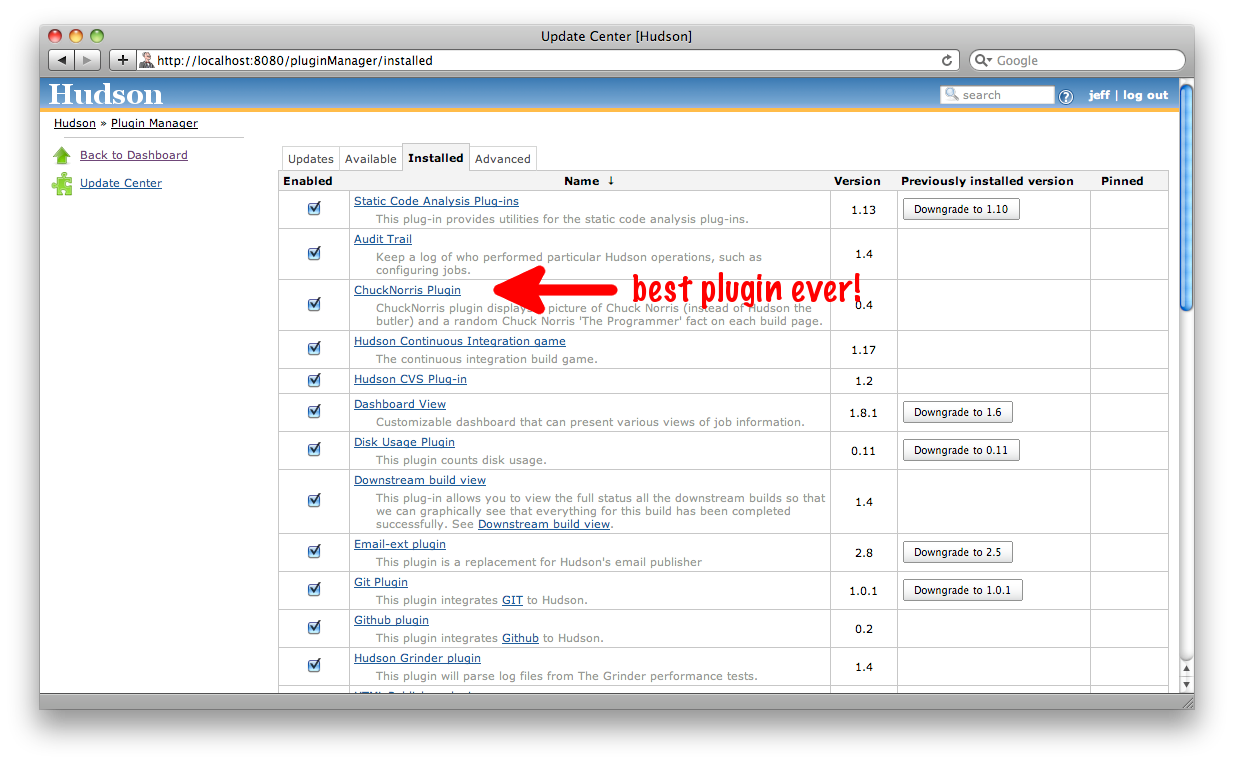 Update Center [Hudson]
http://localhost:8080/pluginManager/installed
Google
Hudson
search
jeff | log out
Hudson » Plugin Manager
Back to Dashboard
Update Center
Updates Available Installed Advanced
Enabled Name ↓ Version Previously installed version Pinned
Static Code Analysis Plug-ins
This plug-in provides utilities for the static code analysis plug-ins.
1.13 Downgrade to 1.10
Audit Trail
Keep a log of who performed particular Hudson operations, such as
configuring jobs.
1.4
ChuckNorris Plugin
best plugin ever!
ChuckNorris plugin displays a picture of Chuck Norris (instead of Hudson the
butler) and a random Chuck Norris 'The Programmer' fact on each build page.
0.4
Hudson Continuous Integration game
The continuous integration build game.
1.17
Hudson CVS Plug-in
1.2
Dashboard View
Customizable dashboard that can present various views of job information.
1.8.1 Downgrade to 1.6
Disk Usage Plugin
This plugin counts disk usage.
0.11 Downgrade to 0.11
Downstream build view
This plug-in allows you to view the full status all the downstream builds so that
we can graphically see that everything for this build has been completed
successfully. See Downstream build view.
1.4
Email-ext plugin
This plugin is a replacement for Hudson's email publisher
2.8 Downgrade to 2.5
Git Plugin
This plugin integrates GIT to Hudson.
1.0.1 Downgrade to 1.0.1
Github plugin
This plugin integrates Github to Hudson.
0.2
Hudson Grinder plugin
This plugin will parse log files from The Grinder performance tests.
1.4